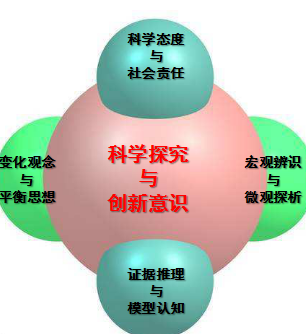 科学态度
与
社会责任
变化观念
与
平衡思想
科学探究
与
创新意识
宏观辨识
与
微观探析
证据推理
与
模型认知